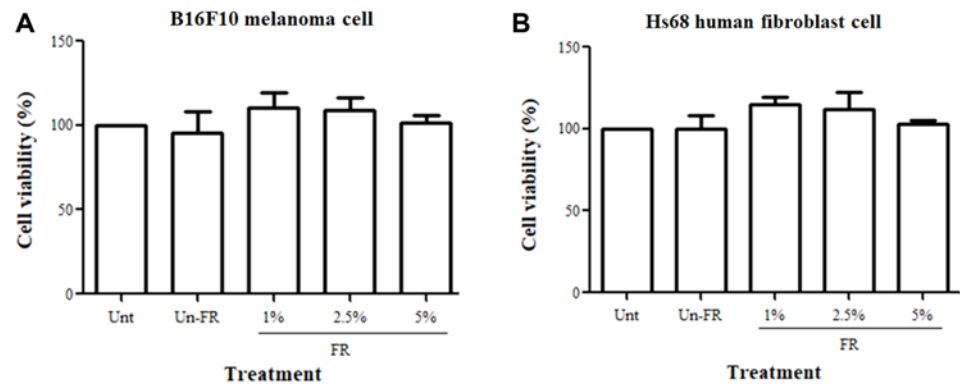 A
B16F10 melanoma cell
Cell viability (%)
150
100
50
0
Unt Un-FR 1% 2.5% 5%
FR
Treatment
B
Hs68 human fibroblast cell
Cell viability (%)
150
100
50
0
Unt Un-FR 1% 2.5% 5%
FR
Treatment